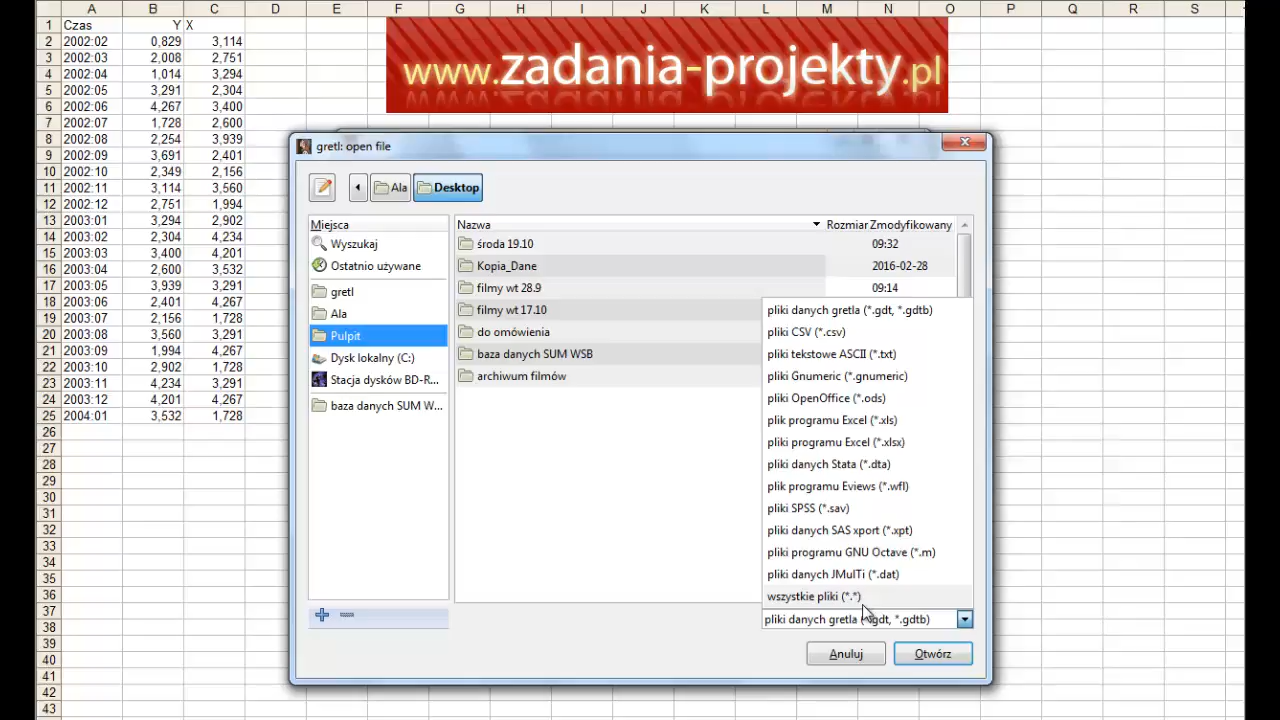 A B C D E F G H I J K L M N O P Q R S
1 Czas Y X
2 2002:02 0,829 3,114
3 2002:03 2,008 2,751
4 2002:04 1,014 3,294
5 2002:05 3,291 2,304
6 2002:06 4,267 3,400
7 2002:07 1,728 2,600
8 2002:08 2,254 3,939
9 2002:09 3,691 2,401
10 2002:10 2,349 2,156
11 2002:11 3,114 3,560
12 2002:12 2,751 1,994
13 2003:01 3,294 2,902
14 2003:02 2,304 4,234
15 2003:03 3,400 4,201
16 2003:04 2,600 3,532
17 2003:05 3,939 3,291
18 2003:06 2,401 4,267
19 2003:07 2,156 1,728
20 2003:08 3,560 3,291
21 2003:09 1,994 4,267
22 2003:10 2,902 1,728
23 2003:11 4,234 3,291
24 2003:12 4,201 4,267
25 2004:01 3,532 1,728
26
27
28
29
30
31
32
33
34
35
36
37
38
39
40
41
42
43
www.zadania-projekty.pl
gretl: open file
Ala Desktop
Miejsca
Wyszukaj
Ostatnio używane
gretl
Ala
Pulpit
Dysk lokalny (C:)
Stacja dysków BD-R...
baza danych SUM W...
Nazwa Rozmiar Zmodyfikowany
środa 19.10 09:32
Kopia_Dane 2016-02-28
filmy wt 28.9 09:14
filmy wt 17.10
do omówienia
baza danych SUM WSB
archiwum filmów
pliki danych gretla (*.gdt, *.gdtb)
pliki CSV (*.csv)
pliki tekstowe ASCII (*.txt)
pliki Gnumeric (*.gnumeric)
pliki OpenOffice (*.ods)
plik programu Excel (*.xls)
pliki programu Excel (*.xlsx)
pliki danych Stata (*.dta)
plik programu Eviews (*.wf1)
pliki SPSS (*.sav)
pliki danych SAS xport (*.xpt)
pliki programu GNU Octave (*.m)
pliki danych JMulTi (*.dat)
wszystkie pliki (*.*)
pliki danych gretla (*.gdt, *.gdtb)
Anuluj Otwórz